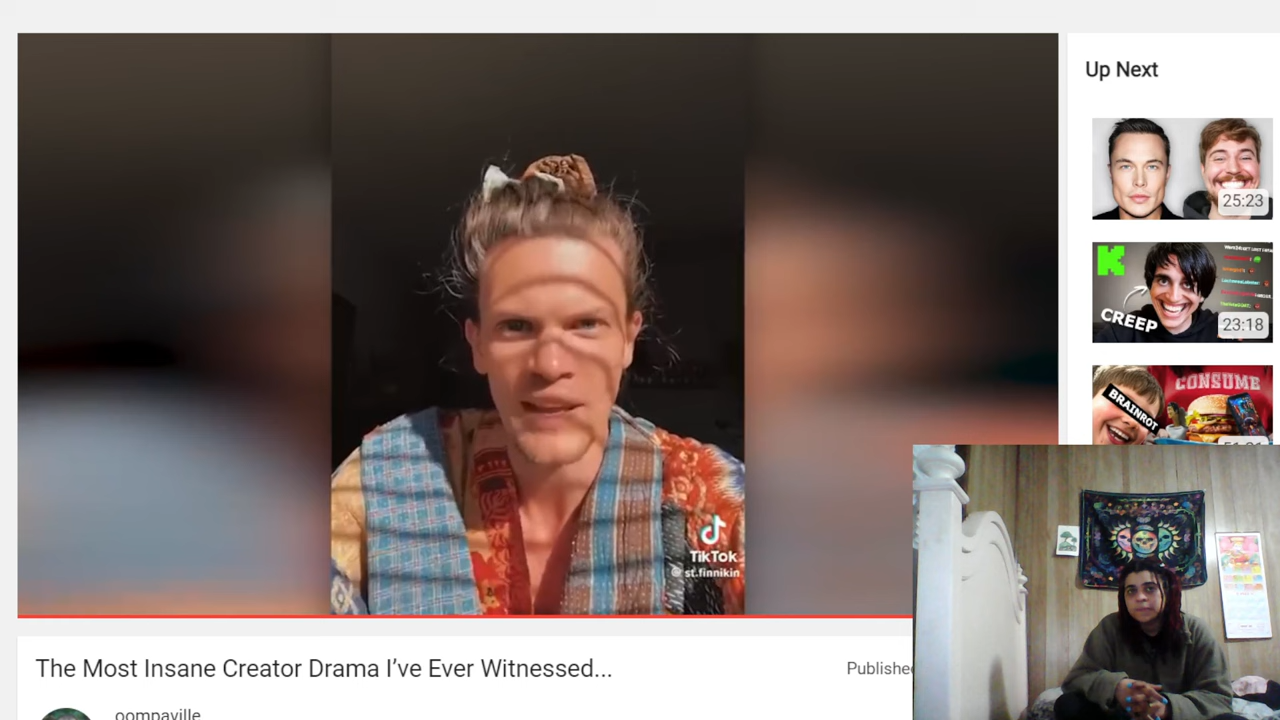 Up Next
25:23
K
CREEP
23:18
CONSUME
BRAINROT
TikTok
@st.finnikin
The Most Insane Creator Drama I've Ever Witnessed...
Published
oompaville